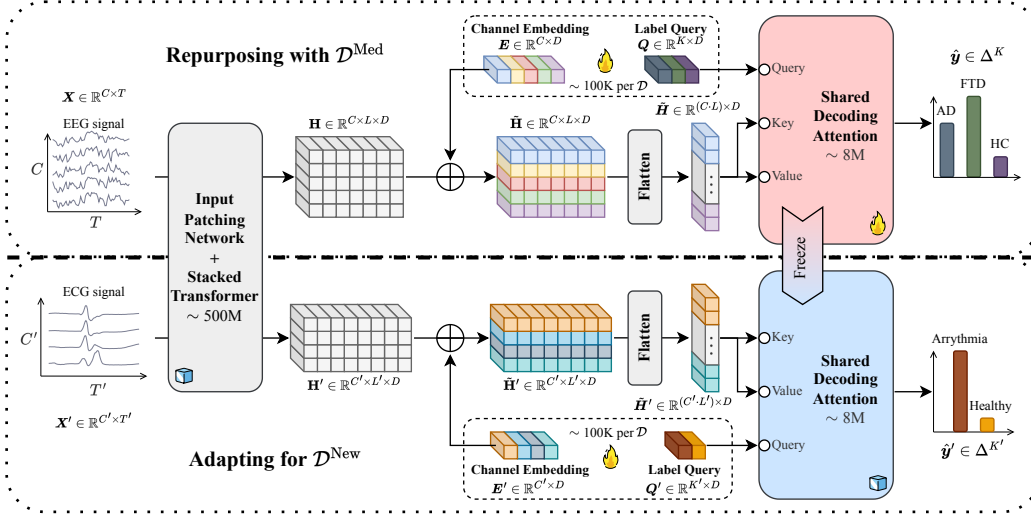 Repurposing with 𝒟^Med
X ∈ ℝ^{C×T}
EEG signal
C
T
Input
Patching
Network
+
Stacked
Transformer
~ 500M
H ∈ ℝ^{C×L×D}
Channel Embedding
E ∈ ℝ^{C×D}
Label Query
Q ∈ ℝ^{K×D}
~ 100K per 𝒟
H̃ ∈ ℝ^{C×L×D}
Flatten
H̃ ∈ ℝ^{(C·L)×D}
Query
Key
Value
Shared
Decoding
Attention
~ 8M
ŷ ∈ Δ^K
AD
FTD
HC
Freeze
ECG signal
C′
T′
X′ ∈ ℝ^{C′×T′}
Adapting for 𝒟^New
H′ ∈ ℝ^{C′×L′×D}
H̃′ ∈ ℝ^{C′×L′×D}
Flatten
H̃′ ∈ ℝ^{(C′·L′)×D}
~ 100K per 𝒟
Channel Embedding
E′ ∈ ℝ^{C′×D}
Label Query
Q′ ∈ ℝ^{K′×D}
Key
Value
Query
Shared
Decoding
Attention
~ 8M
Arrythmia
Healthy
ŷ′ ∈ Δ^{K′}